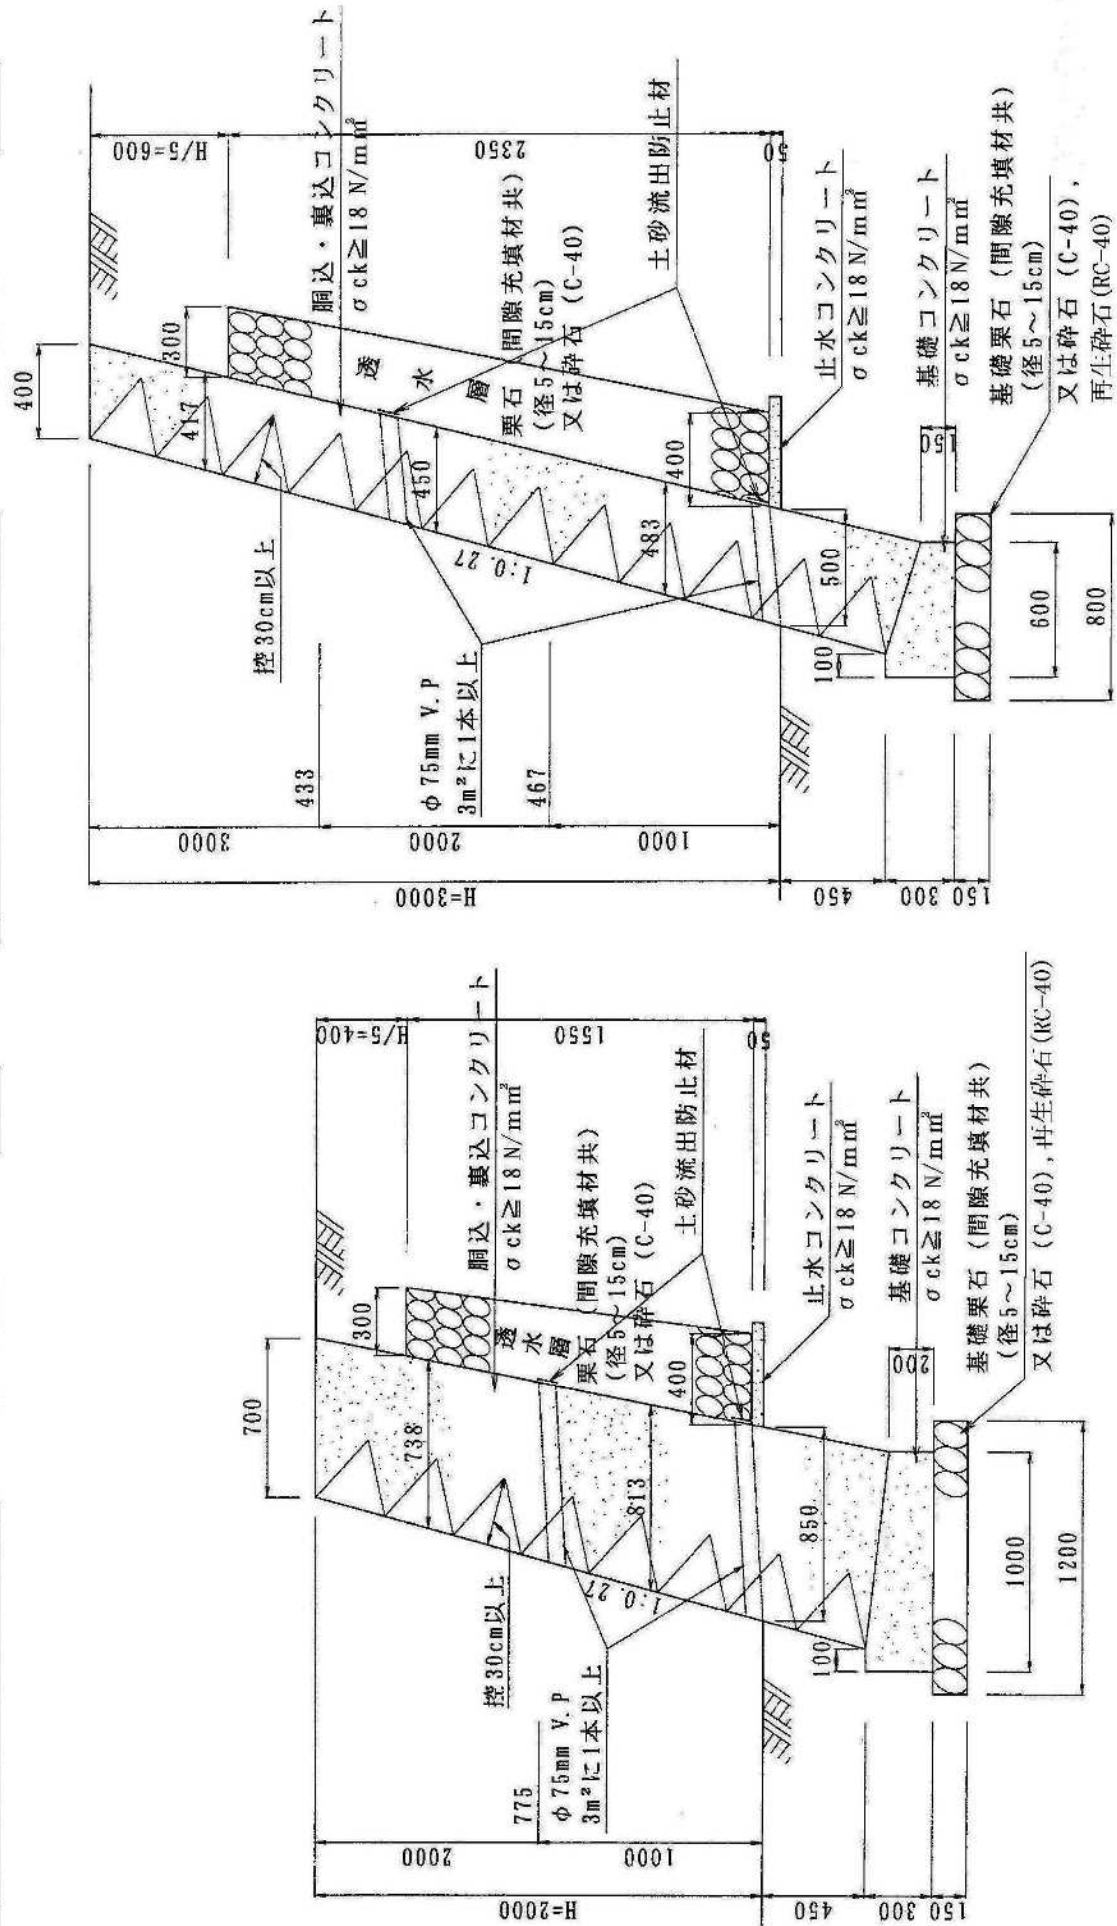 400
H/5=600
300
胴込・裏込コンクリート
σck≧18 N/mm²
417
透水層
栗石 (間隙充填材共)
(径5~15cm)
又は砕石 (C-40)
2350
控30cm以上
450
土砂流出防止材
1:0.27
483
400
50
433
φ75mm V.P
3m²に1本以上
467
3000
2000
1000
H=3000
500
止水コンクリート
σck≧18N/mm²
100
450
300
150
150
基礎コンクリート
σck≧18N/mm²
600
800
基礎栗石 (間隙充填材共)
(径5~15cm)
又は砕石 (C-40),
再生砕石(RC-40)
700
H/5=400
300
胴込・裏込コンクリート
σck≧18 N/mm²
738
透水層
栗石 (間隙充填材共)
(径5~15cm)
又は砕石 (C-40)
1550
控30cm以上
813
土砂流出防止材
1:0.27
400
50
775
φ75mm V.P
3m²に1本以上
2000
1000
H=2000
850
止水コンクリート
σck≧18N/mm²
100
450
300
150
200
基礎コンクリート
σck≧18N/mm²
1000
1200
基礎栗石 (間隙充填材共)
(径5~15cm)
又は砕石 (C-40),再生砕石(RC-40)